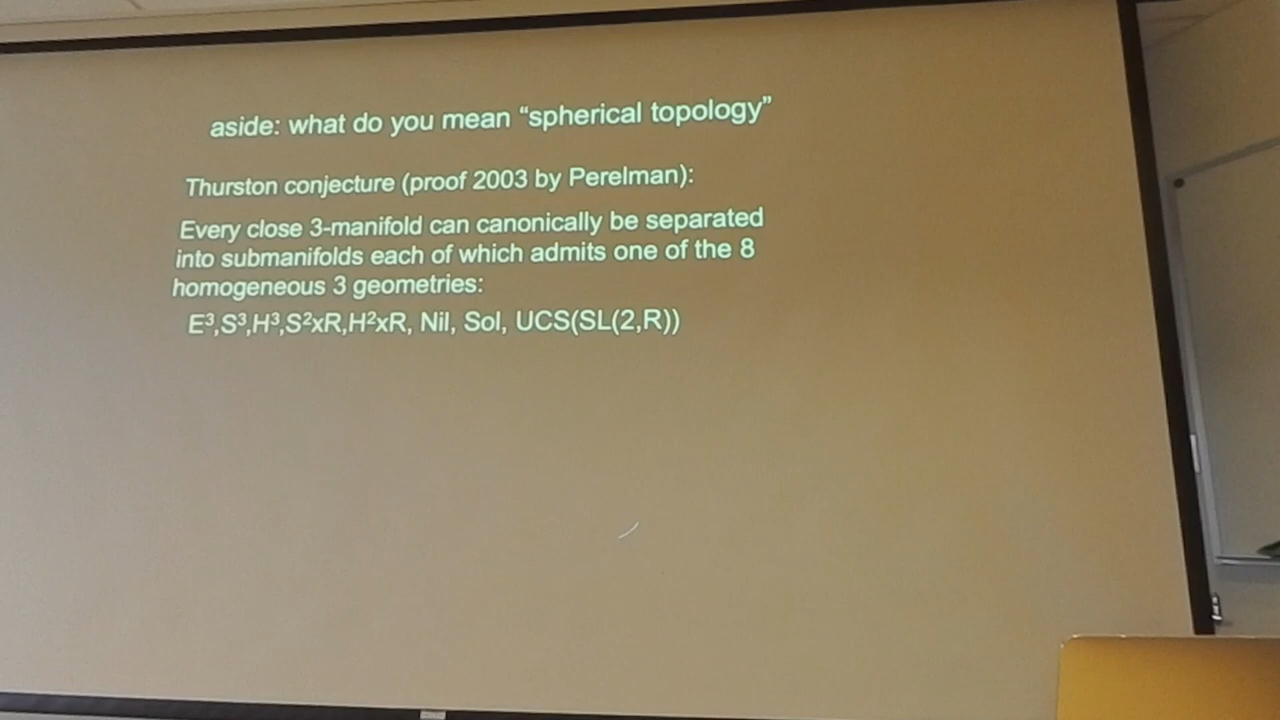 aside: what do you mean “spherical topology”
Thurston conjecture (proof 2003 by Perelman):
Every close 3-manifold can canonically be separated
into submanifolds each of which admits one of the 8
homogeneous 3 geometries:
E³,S³,H³,S²xR,H²xR, Nil, Sol, UCS(SL(2,R))